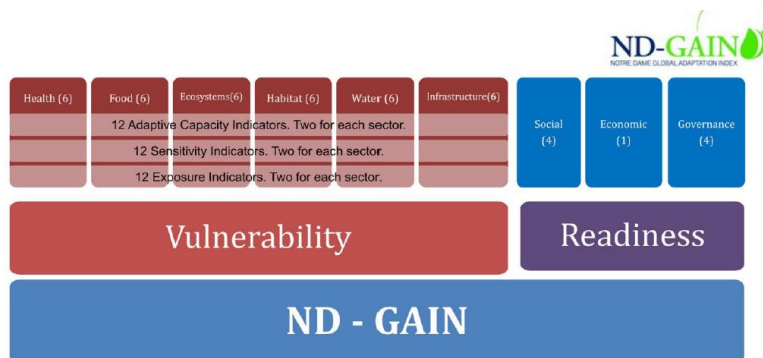 ND-GAIN
NOTRE DAME GLOBAL ADAPTATION INDEX
Health (6)
Food (6)
Ecosystems(6)
Habitat (6)
Water (6)
Infrastructure(6)
12 Adaptive Capacity Indicators. Two for each sector.
12 Sensitivity Indicators. Two for each sector.
12 Exposure Indicators. Two for each sector.
Social
(4)
Economic
(1)
Governance
(4)
Vulnerability
Readiness
ND - GAIN